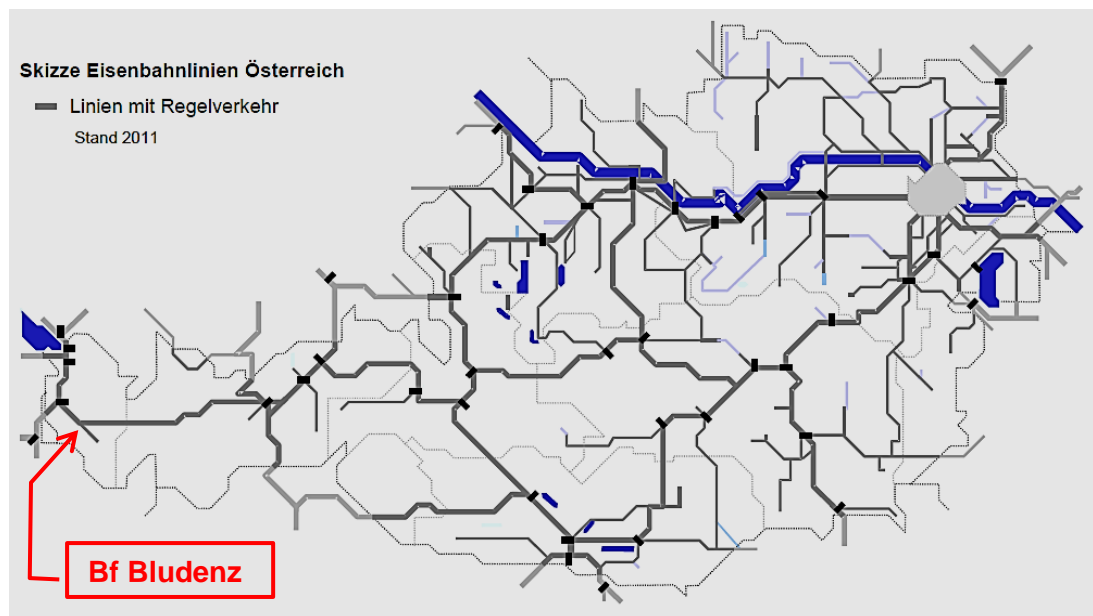 Skizze Eisenbahnlinien Österreich
Linien mit Regelverkehr
Stand 2011
Bf Bludenz